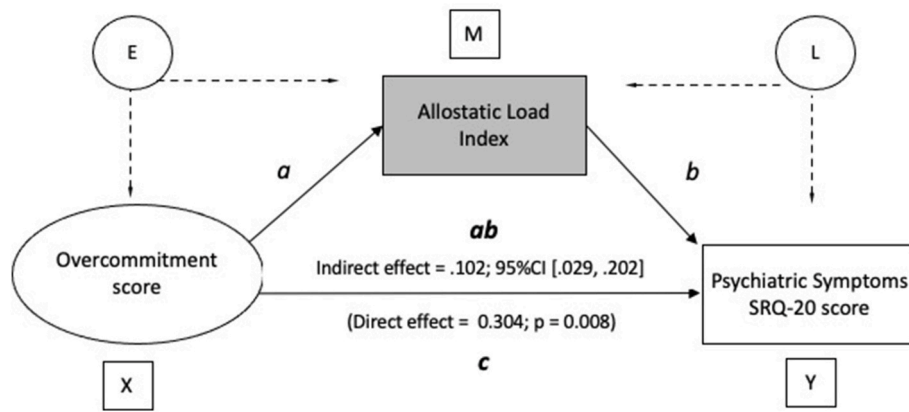 E
M
L
Allostatic Load
Index
a
b
ab
Overcommitment
score
Indirect effect = .102; 95%CI [.029, .202]
Psychiatric Symptoms
SRQ-20 score
(Direct effect = 0.304; p = 0.008)
c
X
Y